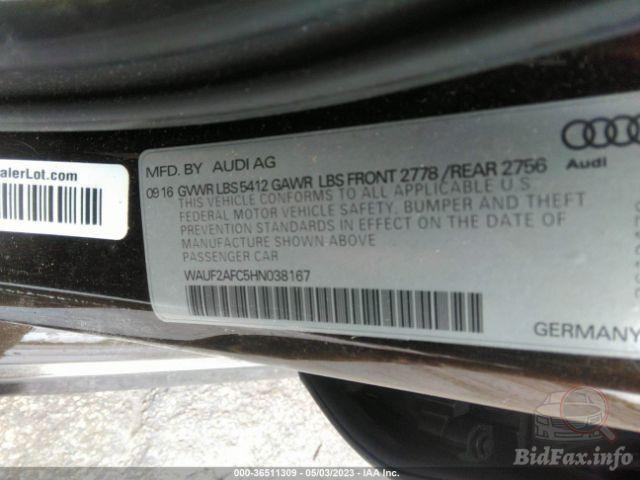 alerLot.com
MFD. BY AUDI AG
09 16 GVWR LBS 5412 GAWR LBS FRONT 2778 / REAR 2756
THIS VEHICLE CONFORMS TO ALL APPLICABLE U.S.
FEDERAL MOTOR VEHICLE SAFETY, BUMPER AND THEFT
PREVENTION STANDARDS IN EFFECT ON THE DATE OF
MANUFACTURE SHOWN ABOVE
PASSENGER CAR
WAUF2AFC5HN038167
Audi
GERMANY
BidFax.info
000-36511309 - 05/03/2023 - IAA Inc.